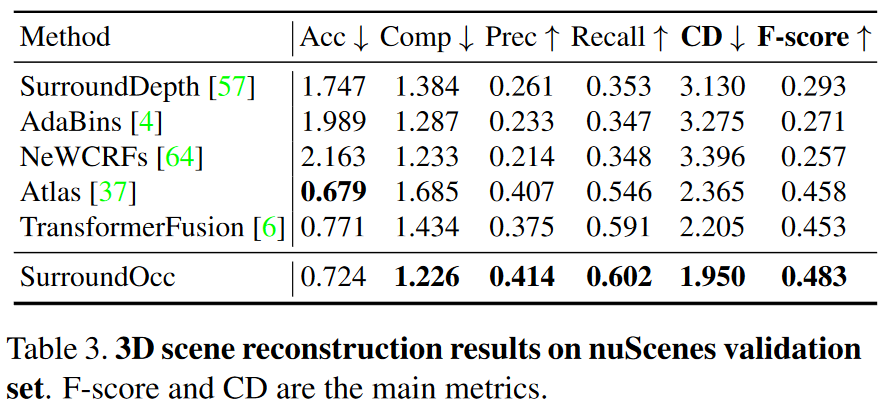 Method Acc ↓ Comp ↓ Prec ↑ Recall ↑ CD ↓ F-score ↑
SurroundDepth [57] 1.747 1.384 0.261 0.353 3.130 0.293
AdaBins [4] 1.989 1.287 0.233 0.347 3.275 0.271
NeWCRFs [64] 2.163 1.233 0.214 0.348 3.396 0.257
Atlas [37] 0.679 1.685 0.407 0.546 2.365 0.458
TransformerFusion [6] 0.771 1.434 0.375 0.591 2.205 0.453
SurroundOcc 0.724 1.226 0.414 0.602 1.950 0.483
Table 3. 3D scene reconstruction results on nuScenes validation
set. F-score and CD are the main metrics.